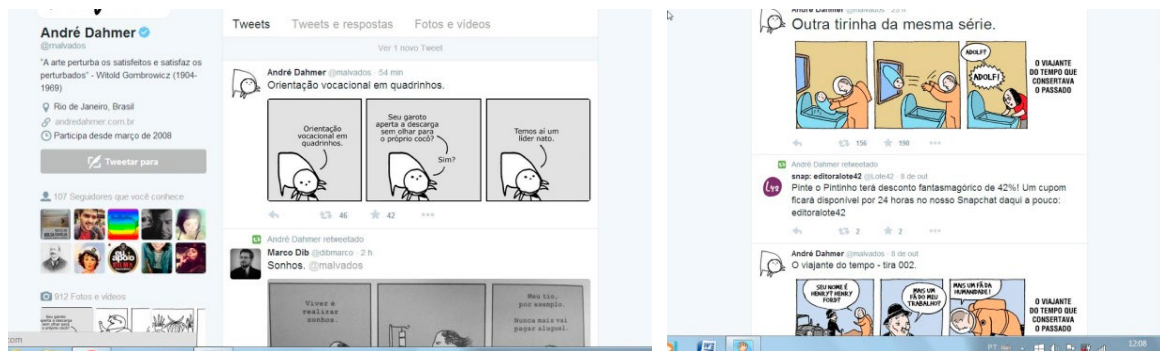 André Dahmer
@malvados
"A arte perturba os satisfeitos e satisfaz os
perturbados" - Witold Gombrowicz (1904-
1969)
Rio de Janeiro, Brasil
andredahmer.com.br
Participa desde março de 2008
Tweetar para
107 Seguidores que você conhece
912 Fotos e vídeos
com
Tweets Tweets e respostas Fotos e vídeos
Ver 1 novo Tweet
André Dahmer @malvados · 54 min
Orientação vocacional em quadrinhos.
Orientação
vocacional em
quadrinhos.
Seu garoto
aperta a descarga
sem olhar para
o próprio cocô?
Sim?
Temos aí um
líder nato.
46 42
André Dahmer retweetado
Marco Dib @dibmarco · 2 h
Sonhos. @malvados
Viver e
realizar
sonhos.
Meu tio,
por exemplo.
Nunca mais vai
pagar aluguel.
André Dahmer @malvados · 23 h
Outra tirinha da mesma série.
ADOLF!
ADOLF!
O VIAJANTE
DO TEMPO QUE
CONSERTAVA
O PASSADO
156 190
André Dahmer retweetado
snap: editoralote42 @Lote42 · 8 de out
Pinte o Pintinho terá desconto fantasmagórico de 42%! Um cupom
ficará disponível por 24 horas no nosso Snapchat daqui a pouco:
editoralote42
2 2
André Dahmer @malvados · 8 de out
O viajante do tempo - tira 002.
SEU NOME É
HENRY? HENRY
FORD?
MAIS UM
FÃ DO MEU
TRABALHO?
MAIS UM FÃ DA
HUMANIDADE!
O VIAJANTE
DO TEMPO QUE
CONSERTAVA
O PASSADO
PT
12:08